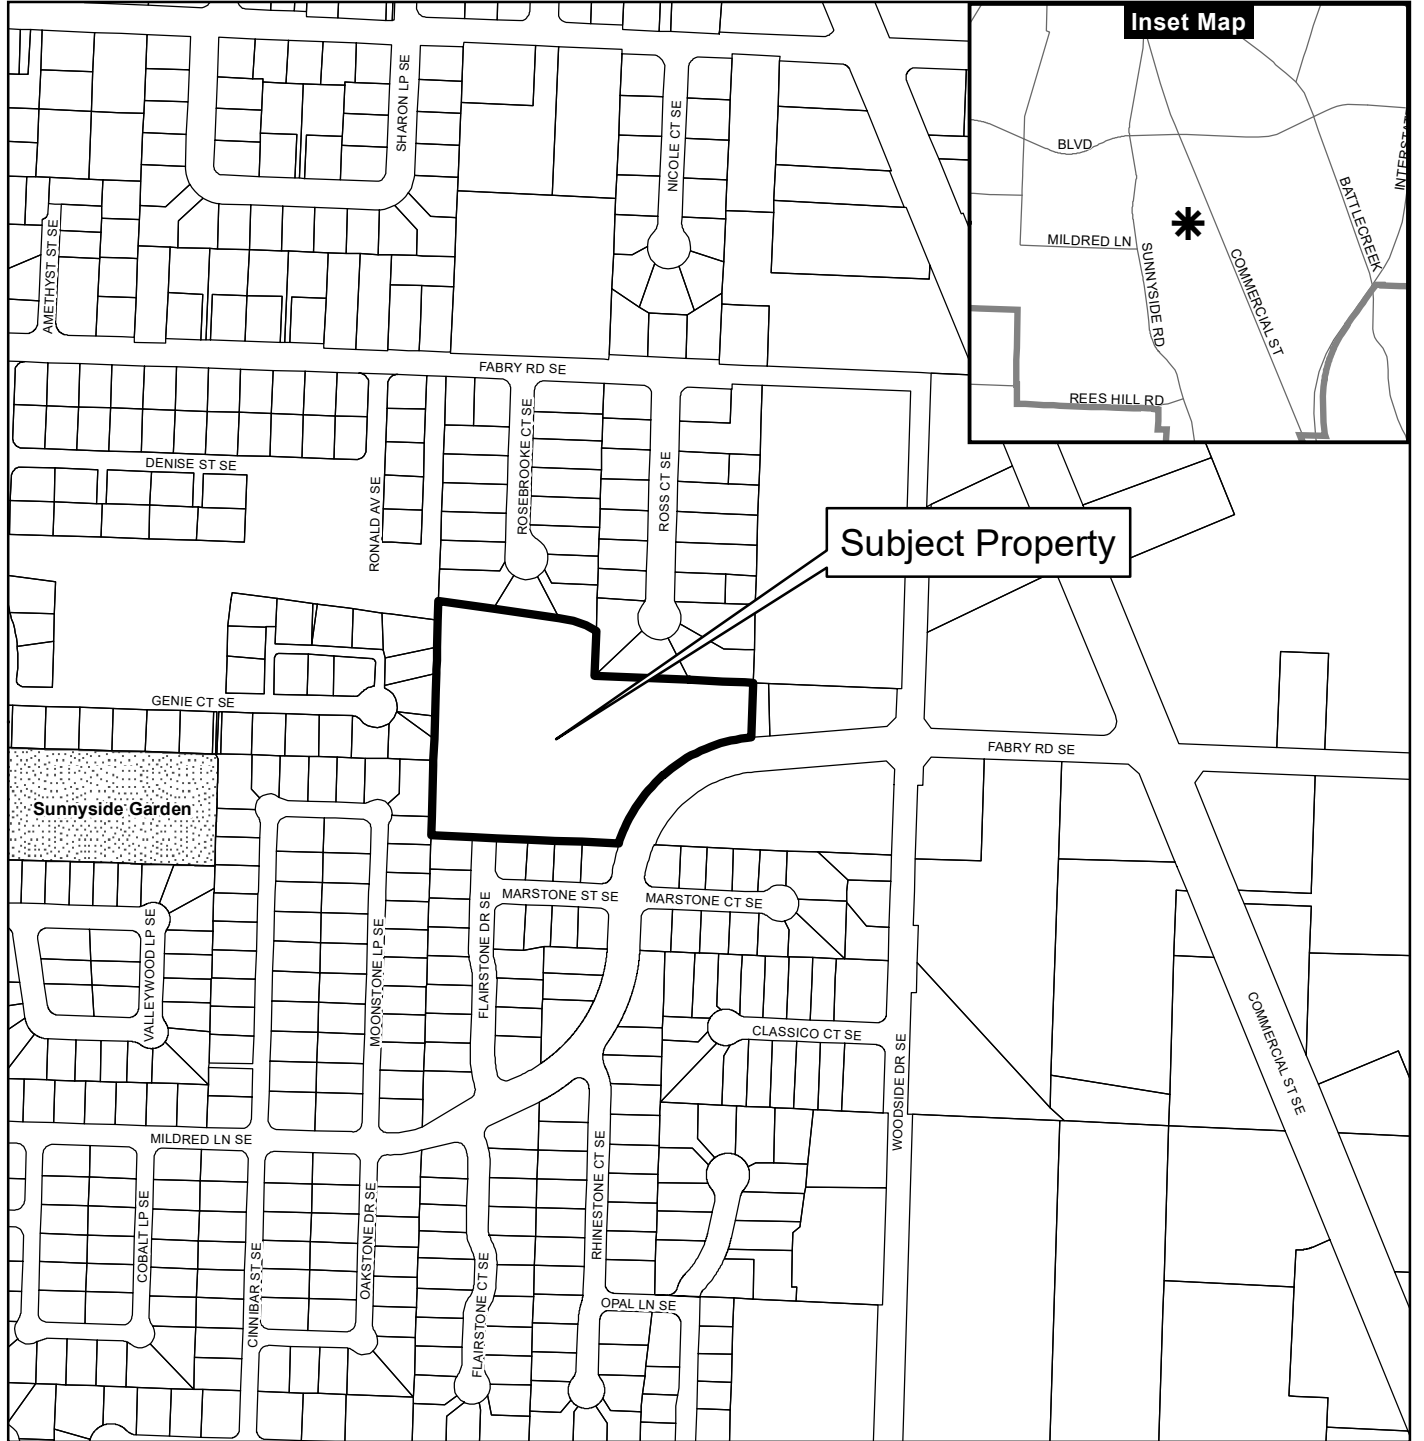 Inset Map
BLVD
INTERSTAT
BATTLECREEK
MILDRED LN
SUNNYSIDE RD
COMMERCIAL ST
REES HILL RD
SHARON LP SE
NICOLE CT SE
AMETHYST ST SE
FABRY RD SE
ROSEBROOKE CT SE
ROSS CT SE
DENISE ST SE
RONALD AV SE
Subject Property
GENIE CT SE
FABRY RD SE
Sunnyside Garden
MARSTONE ST SE
MARSTONE CT SE
FLAIRSTONE DR SE
VALLEYWOOD LP SE
MOONSTONE LP SE
CLASSICO CT SE
WOODSIDE DR SE
COMMERCIAL ST SE
MILDRED LN SE
RHINESTONE CT SE
COBALT LP SE
OAKSTONE DR SE
CINNIBAR ST SE
FLAIRSTONE CT SE
OPAL LN SE